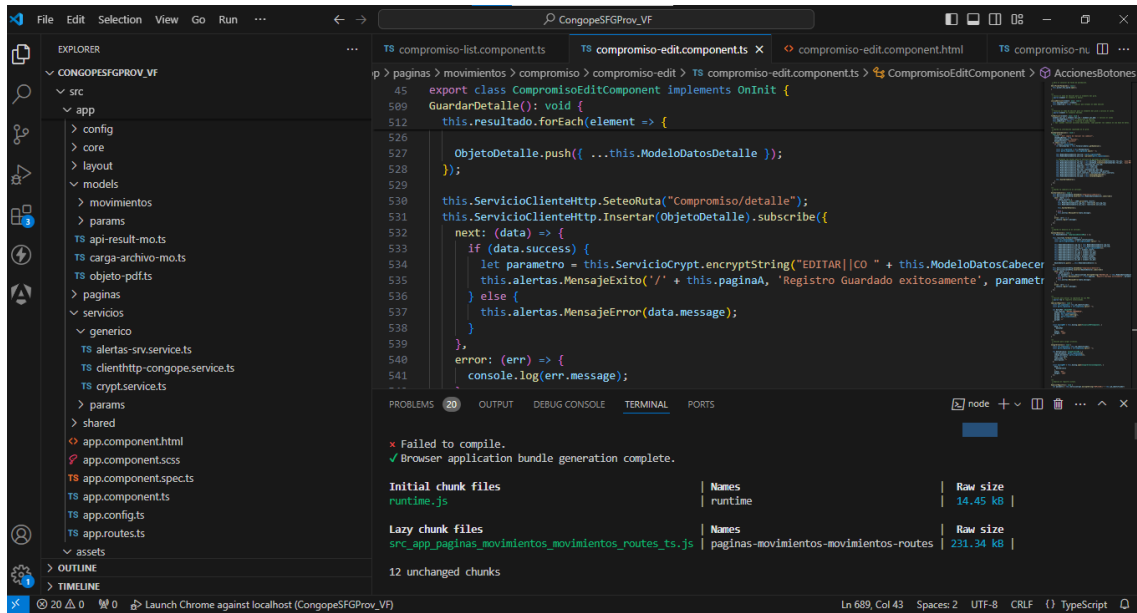 File Edit Selection View Go Run ··· CongopeSFGProv_VF
EXPLORER ···
CONGOPESFGPROV_VF
src
app
config
core
layout
models
movimientos
params
TS api-result-mo.ts
TS carga-archivo-mo.ts
TS objeto-pdf.ts
paginas
servicios
generico
TS alertas-srv.service.ts
TS clienthttp-congope.service.ts
TS crypt.service.ts
params
shared
app.component.html
app.component.scss
TS app.component.spec.ts
TS app.component.ts
TS app.config.ts
TS app.routes.ts
assets
OUTLINE
TIMELINE
3
1
TS compromiso-list.component.ts TS compromiso-edit.component.ts <> compromiso-edit.component.html TS compromiso-nu ···
p > paginas > movimientos > compromiso > compromiso-edit > TS compromiso-edit.component.ts > CompromisoEditComponent > AccionesBotones
45 export class CompromisoEditComponent implements OnInit {
509 GuardarDetalle(): void {
512 this.resultado.forEach(element => {
526
527 ObjetoDetalle.push({ ...this.ModeloDatosDetalle });
528 });
529
530 this.ServicioClienteHttp.SeteoRuta("Compromiso/detalle");
531 this.ServicioClienteHttp.Insertar(ObjetoDetalle).subscribe({
532 next: (data) => {
533 if (data.success) {
534 let parametro = this.ServicioCrypt.encryptString("EDITAR||CO " + this.ModeloDatosCabecer
535 this.alertas.MensajeExito('/' + this.paginaA, 'Registro Guardado exitosamente', parametr
536 } else {
537 this.alertas.MensajeError(data.message);
538 }
539 },
540 error: (err) => {
541 console.log(err.message);
PROBLEMS 20 OUTPUT DEBUG CONSOLE TERMINAL PORTS node
× Failed to compile.
√ Browser application bundle generation complete.
Initial chunk files | Names | Raw size
runtime.js | runtime | 14.45 kB |
Lazy chunk files | Names | Raw size
src_app_paginas_movimientos_movimientos_routes_ts.js | paginas-movimientos-movimientos-routes | 231.34 kB |
12 unchanged chunks
20 0 0 Launch Chrome against localhost (CongopeSFGProv_VF) Ln 689, Col 43 Spaces: 2 UTF-8 CRLF {} TypeScript